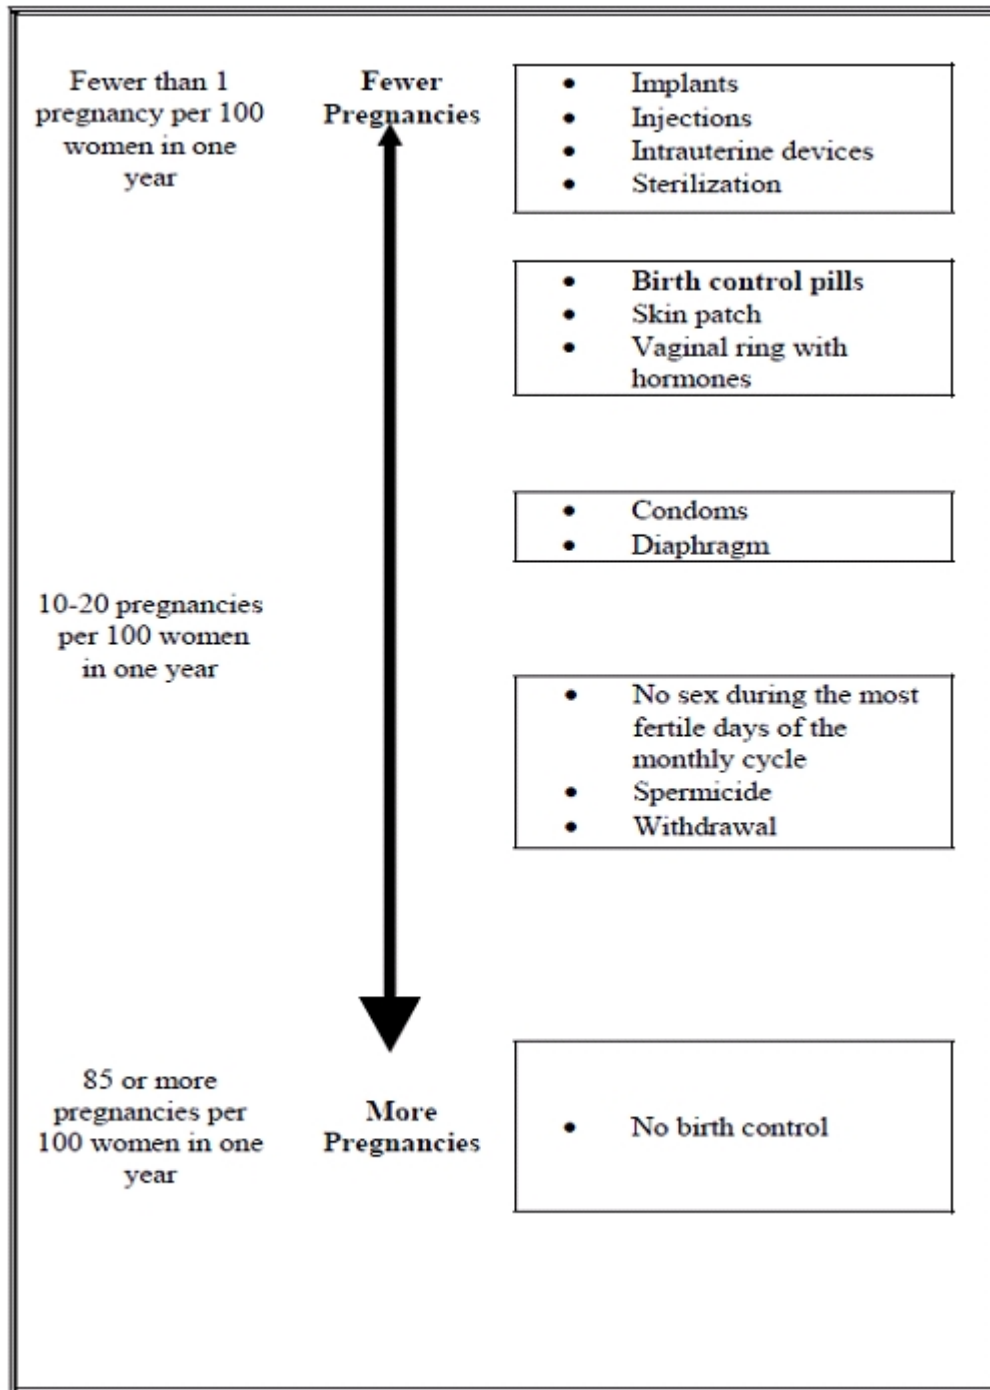 Fewer than 1
pregnancy per 100
women in one
year
Fewer
Pregnancies
• Implants
• Injections
• Intrauterine devices
• Sterilization
• Birth control pills
• Skin patch
• Vaginal ring with
hormones
• Condoms
• Diaphragm
10-20 pregnancies
per 100 women
in one year
• No sex during the most
fertile days of the
monthly cycle
• Spermicide
• Withdrawal
85 or more
pregnancies per
100 women in one
year
More
Pregnancies
• No birth control